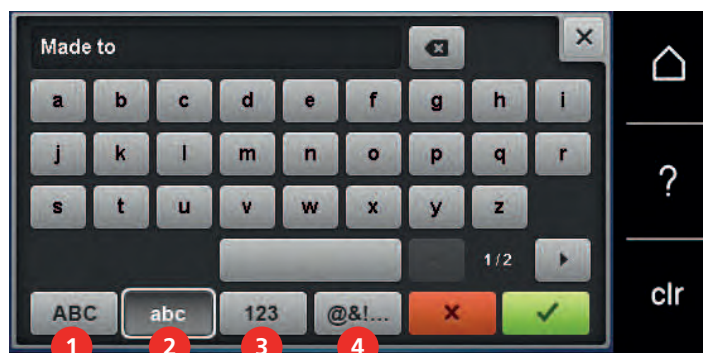 Made to
a b c d e f g h i
j k l m n o p q r
s t u v w x y z
1/2
ABC abc 123 @&!...
1 2 3 4
?
clr